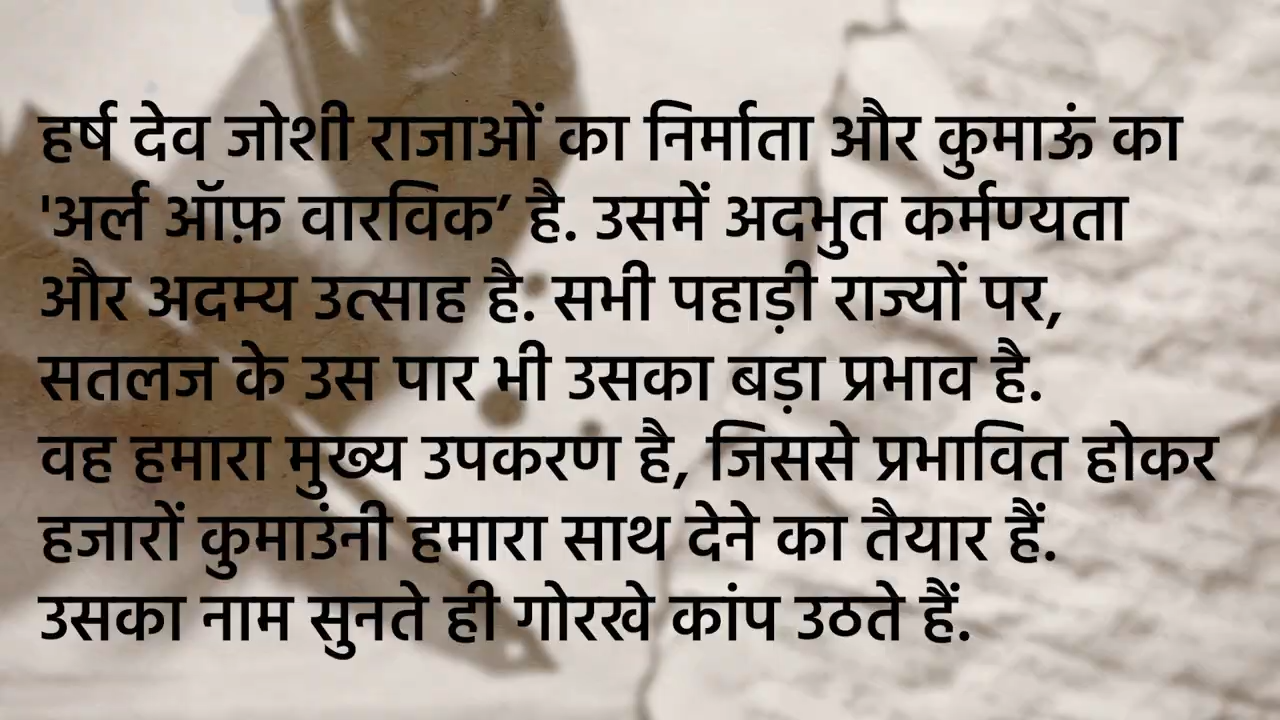 हर्ष देव जोशी राजाओं का निर्माता और कुमाऊं का
'अर्ल ऑफ़ वारविक’ है. उसमें अदभुत कर्मण्यता
और अदम्य उत्साह है. सभी पहाड़ी राज्यों पर,
सतलज के उस पार भी उसका बड़ा प्रभाव है.
वह हमारा मुख्य उपकरण है, जिससे प्रभावित होकर
हजारों कुमाउंनी हमारा साथ देने का तैयार हैं.
उसका नाम सुनते ही गोरखे कांप उठते हैं.